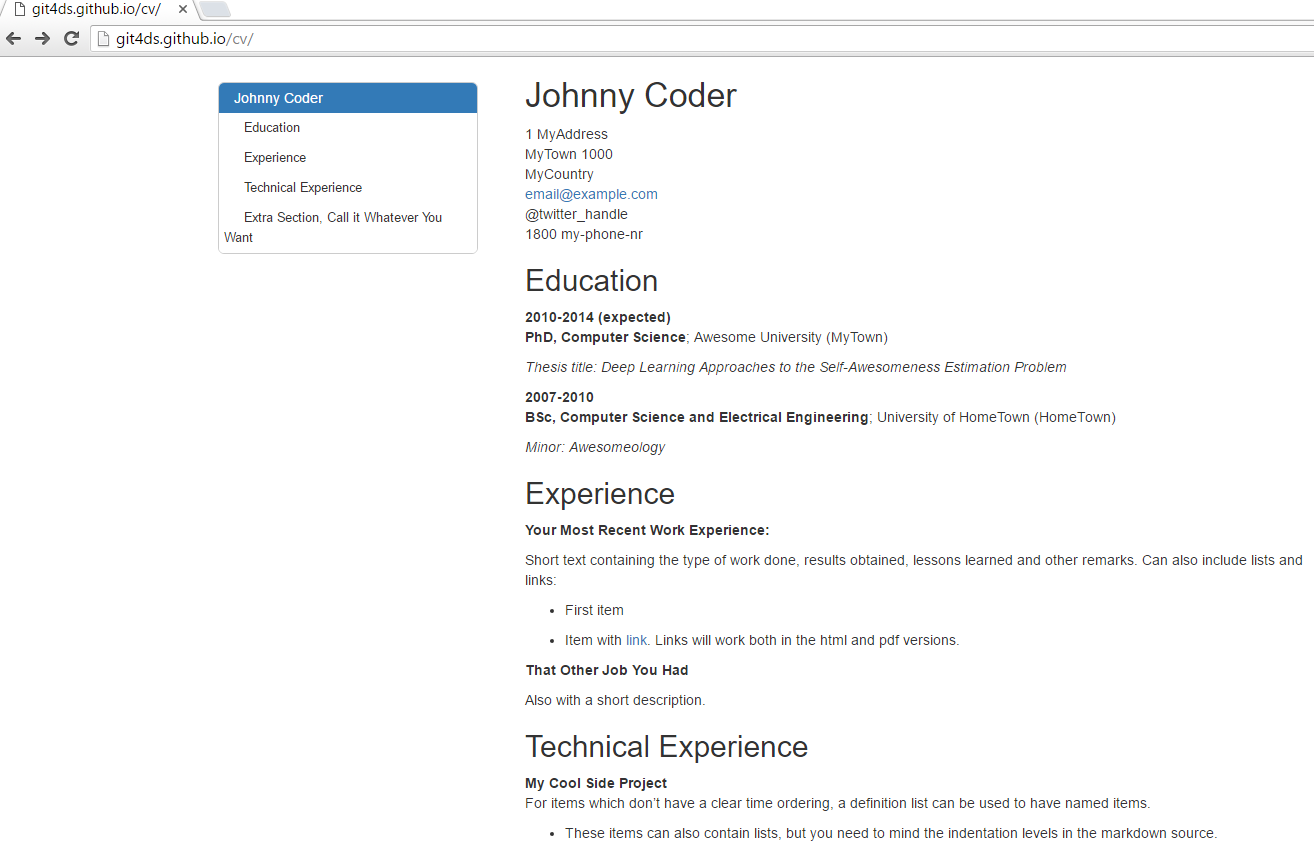 git4ds.github.io/cv/
git4ds.github.io/cv/
Johnny Coder
Education
Experience
Technical Experience
Extra Section, Call it Whatever You
Want
Johnny Coder
1 MyAddress
MyTown 1000
MyCountry
email@example.com
@twitter_handle
1800 my-phone-nr
Education
2010-2014 (expected)
PhD, Computer Science; Awesome University (MyTown)
Thesis title: Deep Learning Approaches to the Self-Awesomeness Estimation Problem
2007-2010
BSc, Computer Science and Electrical Engineering; University of HomeTown (HomeTown)
Minor: Awesomeology
Experience
Your Most Recent Work Experience:
Short text containing the type of work done, results obtained, lessons learned and other remarks. Can also include lists and
links:
• First item
• Item with link. Links will work both in the html and pdf versions.
That Other Job You Had
Also with a short description.
Technical Experience
My Cool Side Project
For items which don’t have a clear time ordering, a definition list can be used to have named items.
• These items can also contain lists, but you need to mind the indentation levels in the markdown source.